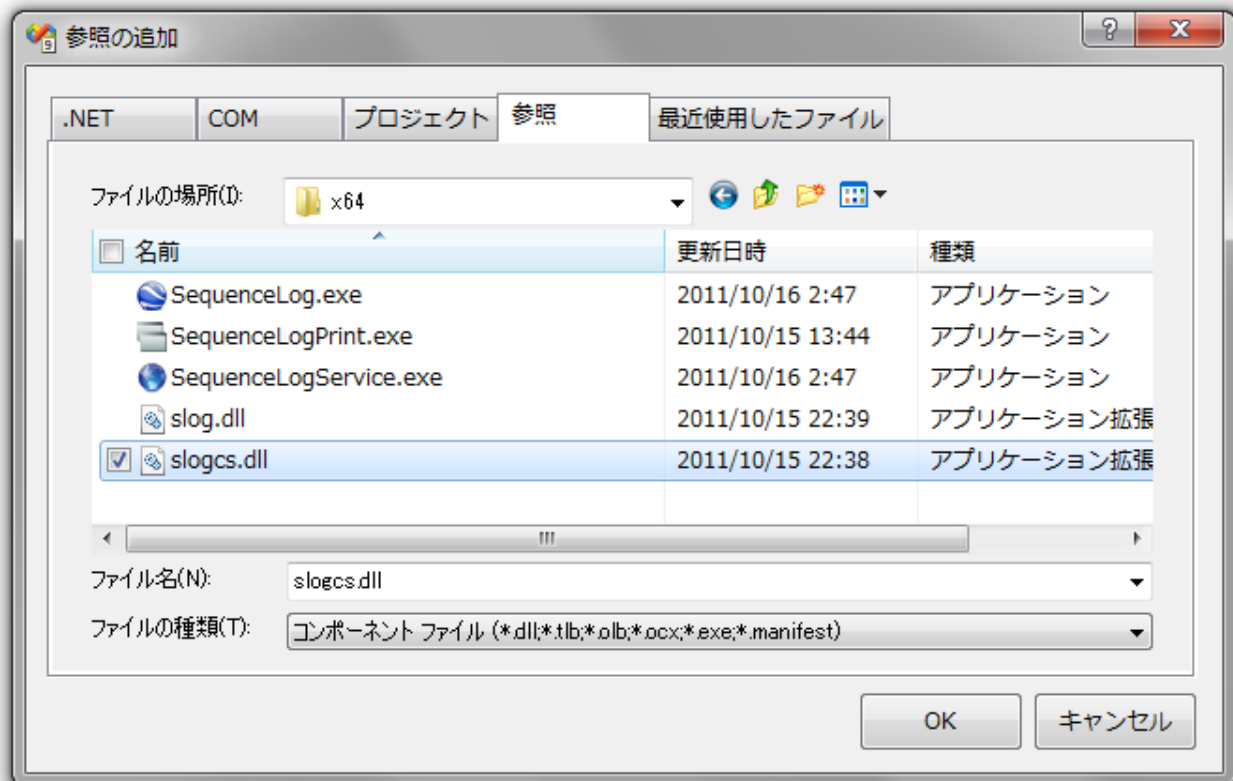 参照の追加
.NET COM プロジェクト 参照 最近使用したファイル
ファイルの場所(I): x64
名前 更新日時 種類
SequenceLog.exe 2011/10/16 2:47 アプリケーション
SequenceLogPrint.exe 2011/10/15 13:44 アプリケーション
SequenceLogService.exe 2011/10/16 2:47 アプリケーション
slog.dll 2011/10/15 22:39 アプリケーション拡張
slogcs.dll 2011/10/15 22:38 アプリケーション拡張
ファイル名(N): slogcs.dll
ファイルの種類(T): コンポーネント ファイル (*.dll;*.tlb;*.olb;*.ocx;*.exe;*.manifest)
OK キャンセル